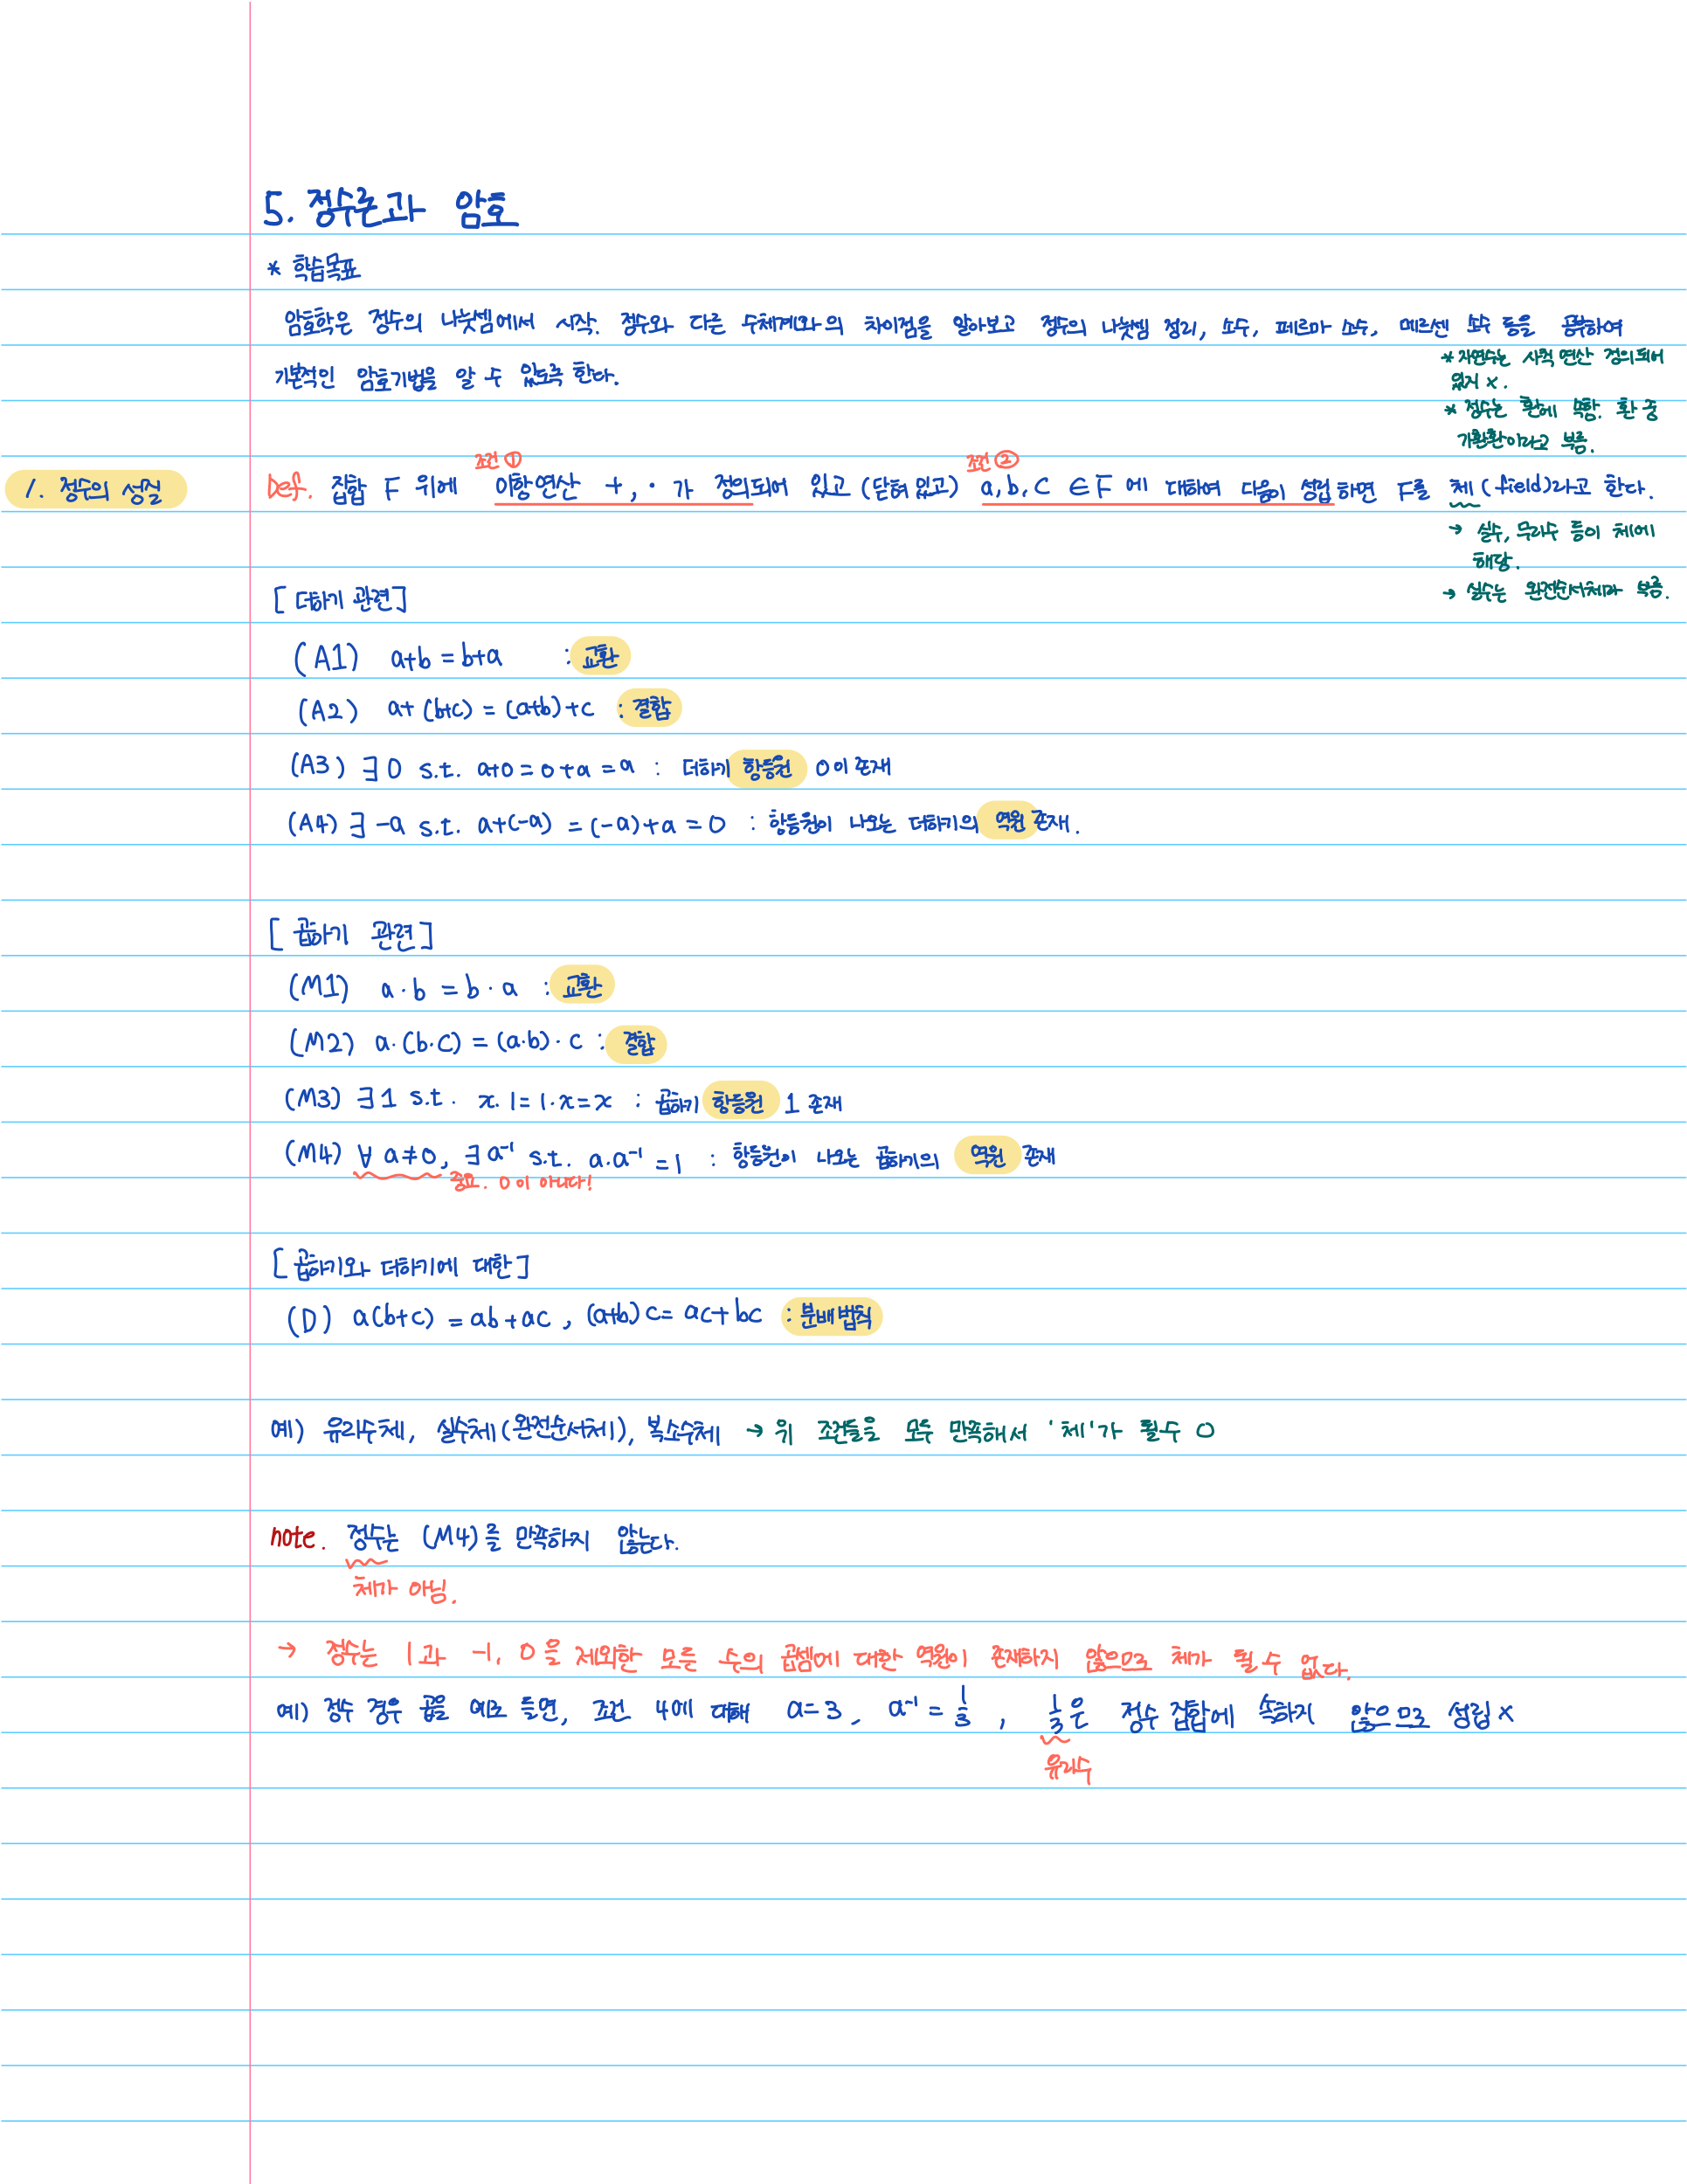 5. 정수론과 암호
* 학습목표
암호학은 정수의 나눗셈에서 시작. 정수와 다른 수체계와의 차이점을 알아보고 정수의 나눗셈 정리, 소수, 페르마 소수, 메르센 소수 등을 공부하여
기본적인 암호기법을 알 수 있도록 한다.
* 자연수는 사칙 연산 정의되어
있지 x.
* 정수는 환에 속함. 환 중
가환환이라고 부름.
1. 정수의 성질
조건 ① 조건 ②
Def. 집합 F 위에 이항연산 +, · 가 정의되어 있고 (닫혀 있고) a, b, c ∈ F 에 대하여 다음이 성립하면 F를 체 (field)라고 한다.
→ 실수, 무리수 등이 체에
해당.
→ 실수는 완전순서체라 부름.
[더하기 관련]
(A1) a+b = b+a : 교환
(A2) a+(b+c) = (a+b)+c : 결합
(A3) ∃ 0 s.t. a+0 = 0+a = a : 더하기 항등원 0이 존재
(A4) ∃ -a s.t. a+(-a) = (-a)+a = 0 : 항등원이 나오는 더하기의 역원 존재.
[곱하기 관련]
(M1) a · b = b · a : 교환
(M2) a · (b · c) = (a · b) · c : 결합
(M3) ∃ 1 s.t. x · 1 = 1 · x = x : 곱하기 항등원 1 존재
(M4) ∀ a ≠ 0, ∃ a⁻¹ s.t. a · a⁻¹ = 1 : 항등원이 나오는 곱하기의 역원 존재
중요. 0이 아니다!
[곱하기와 더하기에 대한]
(D) a(b+c) = ab + ac, (a+b)c = ac + bc : 분배법칙
예) 유리수체, 실수체(완전순서체), 복소수체 → 위 조건들을 모두 만족해서 '체'가 될수 O
note. 정수는 (M4)를 만족하지 않는다.
체가 아님.
→ 정수는 1과 -1, 0을 제외한 모든 수의 곱셈에 대한 역원이 존재하지 않으므로 체가 될 수 없다.
예) 정수 경우 곱을 예로 들면, 조건 4에 대해 a=3, a⁻¹ = 1/3, 1/3은 정수 집합에 속하지 않으므로 성립 x
유리수